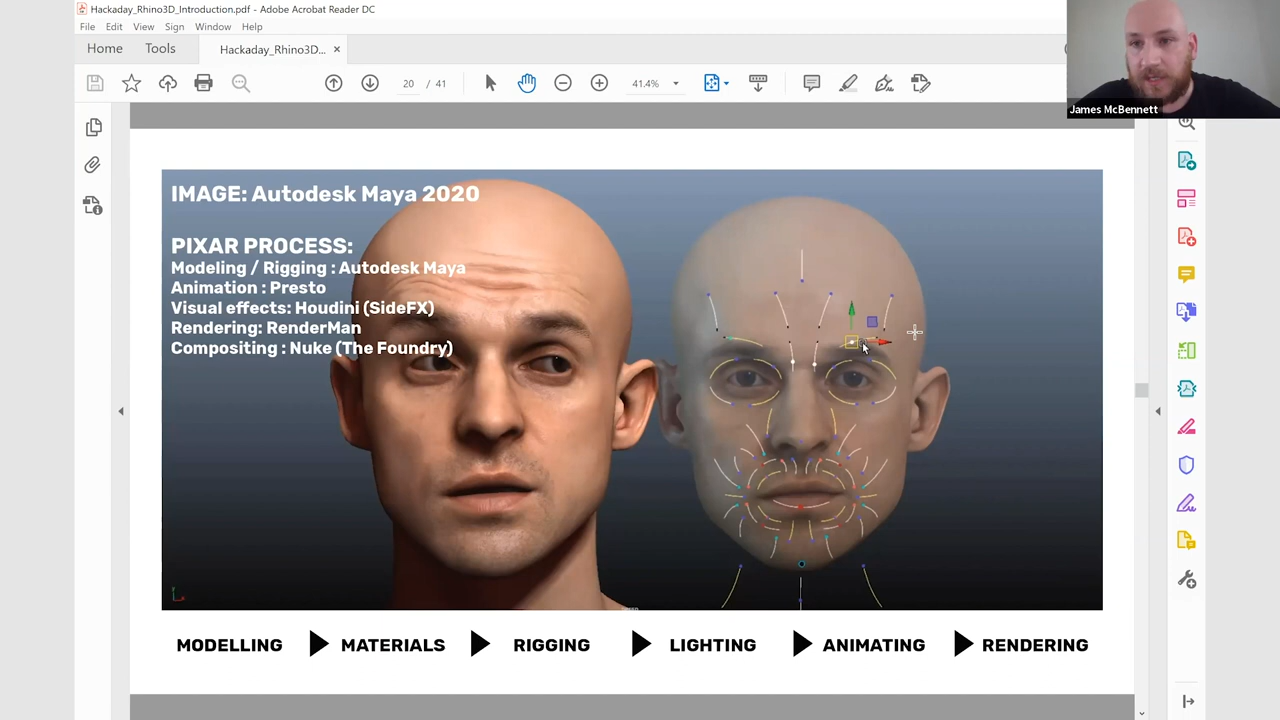 Hackaday_Rhino3D_Introduction.pdf - Adobe Acrobat Reader DC
File Edit View Sign Window Help
Home Tools Hackaday_Rhino3D... ×
20 / 41 41.4%
James McBennett
IMAGE: Autodesk Maya 2020
PIXAR PROCESS:
Modeling / Rigging : Autodesk Maya
Animation : Presto
Visual effects: Houdini (SideFX)
Rendering: RenderMan
Compositing : Nuke (The Foundry)
MODELLING MATERIALS RIGGING LIGHTING ANIMATING RENDERING